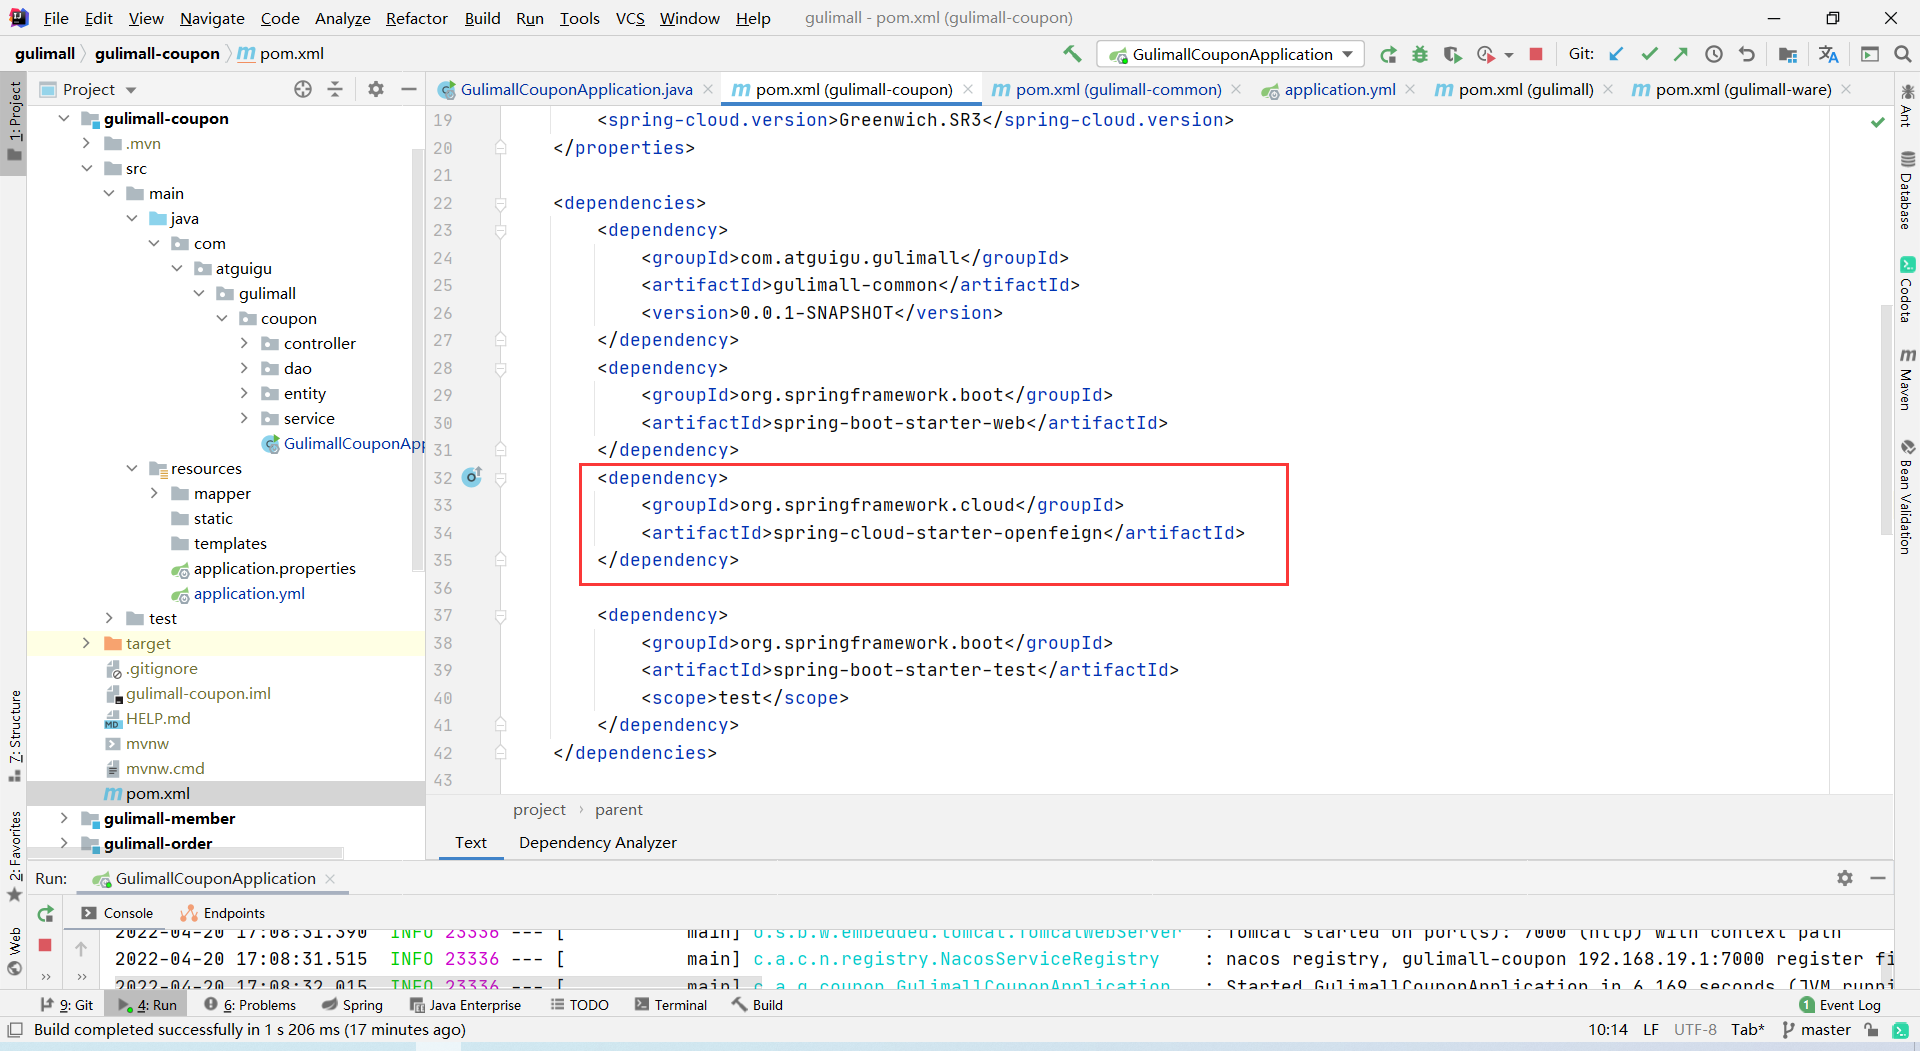 File Edit View Navigate Code Analyze Refactor Build Run Tools VCS Window Help gulimall - pom.xml (gulimall-coupon)
gulimall gulimall-coupon pom.xml GulimallCouponApplication Git:
1: Project
Project
GulimallCouponApplication.java pom.xml (gulimall-coupon) pom.xml (gulimall-common) application.yml pom.xml (gulimall) pom.xml (gulimall-ware)
gulimall-coupon
.mvn
src
main
java
com
atguigu
gulimall
coupon
controller
dao
entity
service
GulimallCouponApp
resources
mapper
static
templates
application.properties
application.yml
test
target
.gitignore
gulimall-coupon.iml
HELP.md
mvnw
mvnw.cmd
pom.xml
gulimall-member
gulimall-order
19 <spring-cloud.version>Greenwich.SR3</spring-cloud.version>
20 </properties>
21
22 <dependencies>
23 <dependency>
24 <groupId>com.atguigu.gulimall</groupId>
25 <artifactId>gulimall-common</artifactId>
26 <version>0.0.1-SNAPSHOT</version>
27 </dependency>
28 <dependency>
29 <groupId>org.springframework.boot</groupId>
30 <artifactId>spring-boot-starter-web</artifactId>
31 </dependency>
32 <dependency>
33 <groupId>org.springframework.cloud</groupId>
34 <artifactId>spring-cloud-starter-openfeign</artifactId>
35 </dependency>
36
37 <dependency>
38 <groupId>org.springframework.boot</groupId>
39 <artifactId>spring-boot-starter-test</artifactId>
40 <scope>test</scope>
41 </dependency>
42 </dependencies>
43
project › parent
Text Dependency Analyzer
Ant
Database
Codota
Maven
Bean Validation
7: Structure
2: Favorites
Web
Run: GulimallCouponApplication
Console Endpoints
2022-04-20 17:08:31.390 INFO 23336 --- [ main] o.s.b.w.embedded.tomcat.TomcatWebServer : Tomcat started on port(s): 7000 (http) with context path
2022-04-20 17:08:31.515 INFO 23336 --- [ main] c.a.c.n.registry.NacosServiceRegistry : nacos registry, gulimall-coupon 192.168.19.1:7000 register fi
2022-04-20 17:08:32.015 INFO 23336 --- [ main] c.a.g.coupon.GulimallCouponApplication : Started GulimallCouponApplication in 6.169 seconds (JVM runni
9: Git 4: Run 6: Problems Spring Java Enterprise TODO Terminal Build 1 Event Log
Build completed successfully in 1 s 206 ms (17 minutes ago) 10:14 LF UTF-8 Tab* master